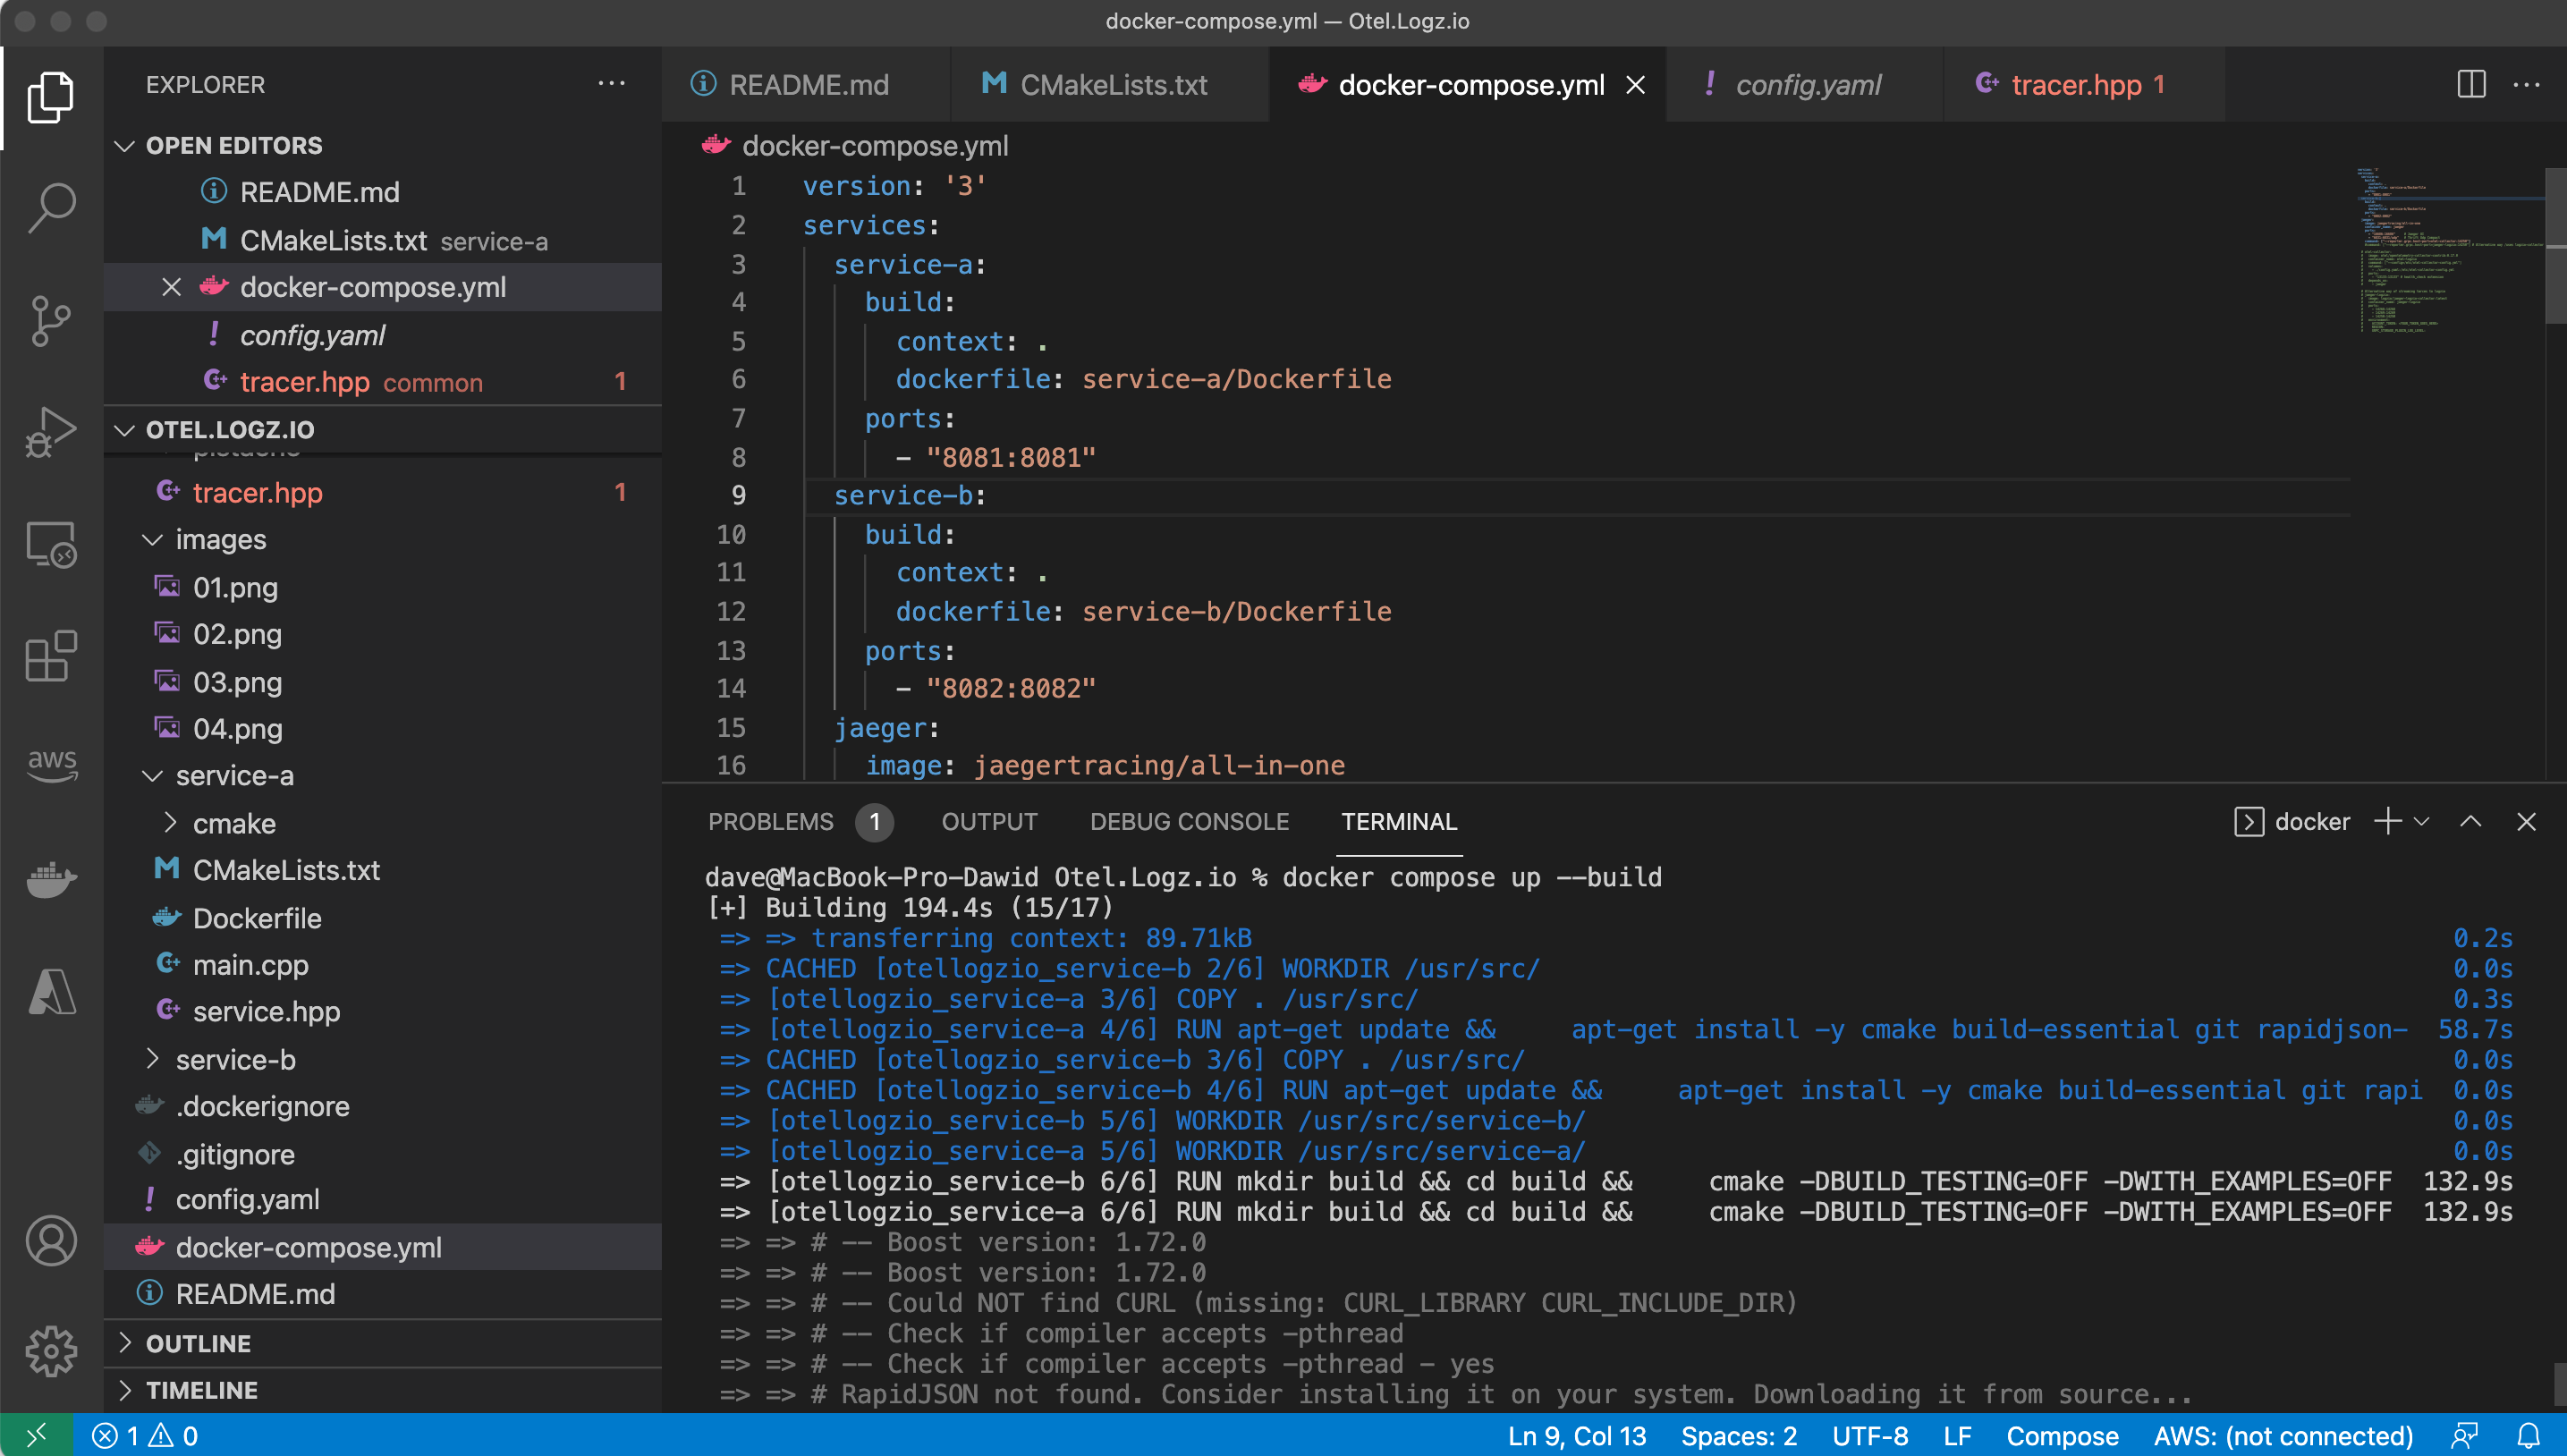 docker-compose.yml — Otel.Logz.io
EXPLORER
OPEN EDITORS
README.md
CMakeLists.txt service-a
docker-compose.yml
config.yaml
tracer.hpp common 1
OTEL.LOGZ.IO
tracer.hpp 1
images
01.png
02.png
03.png
04.png
service-a
cmake
CMakeLists.txt
Dockerfile
main.cpp
service.hpp
service-b
.dockerignore
.gitignore
config.yaml
docker-compose.yml
README.md
OUTLINE
TIMELINE
aws
README.md CMakeLists.txt docker-compose.yml config.yaml tracer.hpp 1
docker-compose.yml
1 version: '3'
2 services:
3 service-a:
4 build:
5 context: .
6 dockerfile: service-a/Dockerfile
7 ports:
8 - "8081:8081"
9 service-b:
10 build:
11 context: .
12 dockerfile: service-b/Dockerfile
13 ports:
14 - "8082:8082"
15 jaeger:
16 image: jaegertracing/all-in-one
PROBLEMS 1 OUTPUT DEBUG CONSOLE TERMINAL docker
dave@MacBook-Pro-Dawid Otel.Logz.io % docker compose up --build
[+] Building 194.4s (15/17)
=> => transferring context: 89.71kB 0.2s
=> CACHED [otellogzio_service-b 2/6] WORKDIR /usr/src/ 0.0s
=> [otellogzio_service-a 3/6] COPY . /usr/src/ 0.3s
=> [otellogzio_service-a 4/6] RUN apt-get update && apt-get install -y cmake build-essential git rapidjson- 58.7s
=> CACHED [otellogzio_service-b 3/6] COPY . /usr/src/ 0.0s
=> CACHED [otellogzio_service-b 4/6] RUN apt-get update && apt-get install -y cmake build-essential git rapi 0.0s
=> [otellogzio_service-b 5/6] WORKDIR /usr/src/service-b/ 0.0s
=> [otellogzio_service-a 5/6] WORKDIR /usr/src/service-a/ 0.0s
=> [otellogzio_service-b 6/6] RUN mkdir build && cd build && cmake -DBUILD_TESTING=OFF -DWITH_EXAMPLES=OFF 132.9s
=> [otellogzio_service-a 6/6] RUN mkdir build && cd build && cmake -DBUILD_TESTING=OFF -DWITH_EXAMPLES=OFF 132.9s
=> => # -- Boost version: 1.72.0
=> => # -- Boost version: 1.72.0
=> => # -- Could NOT find CURL (missing: CURL_LIBRARY CURL_INCLUDE_DIR)
=> => # -- Check if compiler accepts -pthread
=> => # -- Check if compiler accepts -pthread - yes
=> => # RapidJSON not found. Consider installing it on your system. Downloading it from source...
1 0 Ln 9, Col 13 Spaces: 2 UTF-8 LF Compose AWS: (not connected)